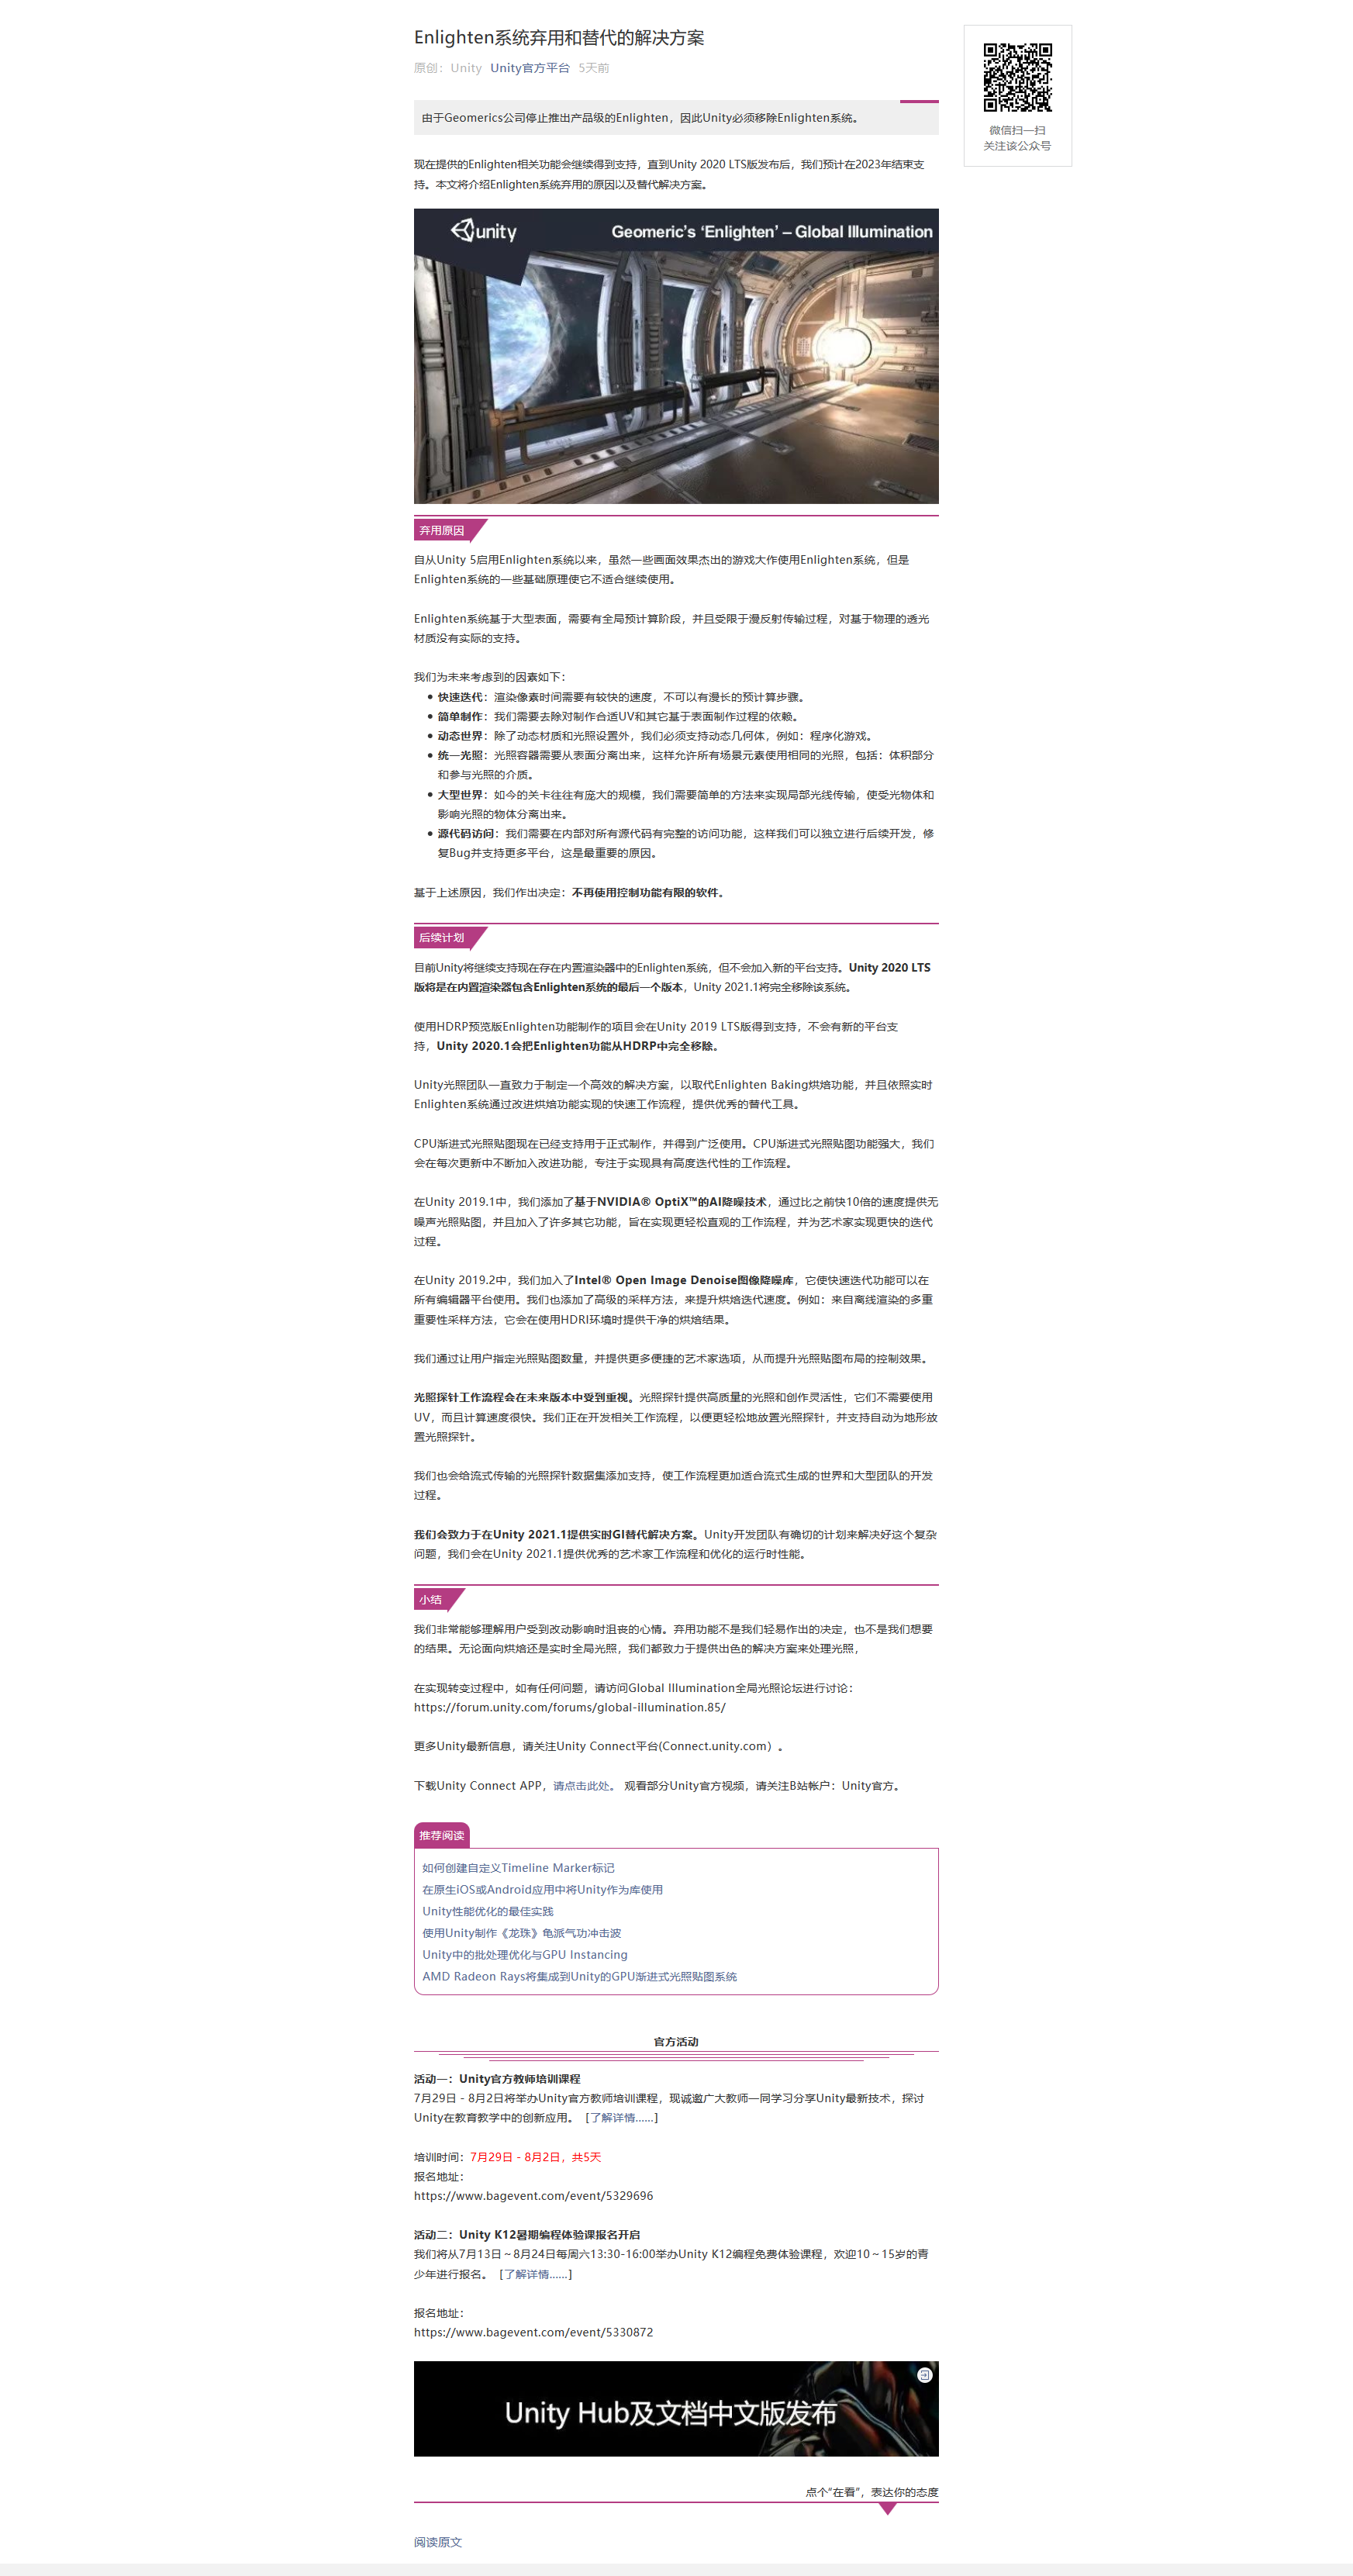 Enlighten系统弃用和替代的解决方案
原创：Unity Unity官方平台 5天前
微信扫一扫
关注该公众号
由于Geomerics公司停止推出产品级的Enlighten，因此Unity必须移除Enlighten系统。
现在提供的Enlighten相关功能会继续得到支持，直到Unity 2020 LTS版发布后，我们预计在2023年结束支
持。本文将介绍Enlighten系统弃用的原因以及替代解决方案。
unity
Geomeric's ‘Enlighten’ – Global Illumination
弃用原因
自从Unity 5启用Enlighten系统以来，虽然一些画面效果杰出的游戏大作使用Enlighten系统，但是
Enlighten系统的一些基础原理使它不适合继续使用。
Enlighten系统基于大型表面，需要有全局预计算阶段，并且受限于漫反射传输过程，对基于物理的透光
材质没有实际的支持。
我们为未来考虑到的因素如下：
● 快速迭代：渲染像素时间需要有较快的速度，不可以有漫长的预计算步骤。
● 简单制作：我们需要去除对制作合适UV和其它基于表面制作过程的依赖。
● 动态世界：除了动态材质和光照设置外，我们必须支持动态几何体，例如：程序化游戏。
● 统一光照：光照容器需要从表面分离出来，这样允许所有场景元素使用相同的光照，包括：体积部分
和参与光照的介质。
● 大型世界：如今的关卡往往有庞大的规模，我们需要简单的方法来实现局部光线传输，使受光物体和
影响光照的物体分离出来。
● 源代码访问：我们需要在内部对所有源代码有完整的访问功能，这样我们可以独立进行后续开发，修
复Bug并支持更多平台，这是最重要的原因。
基于上述原因，我们作出决定：不再使用控制功能有限的软件。
后续计划
目前Unity将继续支持现在存在内置渲染器中的Enlighten系统，但不会加入新的平台支持。Unity 2020 LTS
版将是在内置渲染器包含Enlighten系统的最后一个版本，Unity 2021.1将完全移除该系统。
使用HDRP预览版Enlighten功能制作的项目会在Unity 2019 LTS版得到支持，不会有新的平台支
持，Unity 2020.1会把Enlighten功能从HDRP中完全移除。
Unity光照团队一直致力于制定一个高效的解决方案，以取代Enlighten Baking烘焙功能，并且依照实时
Enlighten系统通过改进烘焙功能实现的快速工作流程，提供优秀的替代工具。
CPU渐进式光照贴图现在已经支持用于正式制作，并得到广泛使用。CPU渐进式光照贴图功能强大，我们
会在每次更新中不断加入改进功能，专注于实现具有高度迭代性的工作流程。
在Unity 2019.1中，我们添加了基于NVIDIA® OptiX™的AI降噪技术，通过比之前快10倍的速度提供无
噪声光照贴图，并且加入了许多其它功能，旨在实现更轻松直观的工作流程，并为艺术家实现更快的迭代
过程。
在Unity 2019.2中，我们加入了Intel® Open Image Denoise图像降噪库，它使快速迭代功能可以在
所有编辑器平台使用。我们也添加了高级的采样方法，来提升烘焙迭代速度。例如：来自离线渲染的多重
重要性采样方法，它会在使用HDRI环境时提供干净的烘焙结果。
我们通过让用户指定光照贴图数量，并提供更多便捷的艺术家选项，从而提升光照贴图布局的控制效果。
光照探针工作流程会在未来版本中受到重视。光照探针提供高质量的光照和创作灵活性，它们不需要使用
UV，而且计算速度很快。我们正在开发相关工作流程，以便更轻松地放置光照探针，并支持自动为地形放
置光照探针。
我们也会给流式传输的光照探针数据集添加支持，使工作流程更加适合流式生成的世界和大型团队的开发
过程。
我们会致力于在Unity 2021.1提供实时GI替代解决方案。Unity开发团队有确切的计划来解决好这个复杂
问题，我们会在Unity 2021.1提供优秀的艺术家工作流程和优化的运行时性能。
小结
我们非常能够理解用户受到改动影响时沮丧的心情。弃用功能不是我们轻易作出的决定，也不是我们想要
的结果。无论面向烘焙还是实时全局光照，我们都致力于提供出色的解决方案来处理光照，
在实现转变过程中，如有任何问题，请访问Global Illumination全局光照论坛进行讨论：
https://forum.unity.com/forums/global-illumination.85/
更多Unity最新信息，请关注Unity Connect平台(Connect.unity.com）。
下载Unity Connect APP，请点击此处。 观看部分Unity官方视频，请关注B站帐户：Unity官方。
推荐阅读
如何创建自定义Timeline Marker标记
在原生iOS或Android应用中将Unity作为库使用
Unity性能优化的最佳实践
使用Unity制作《龙珠》龟派气功冲击波
Unity中的批处理优化与GPU Instancing
AMD Radeon Rays将集成到Unity的GPU渐进式光照贴图系统
官方活动
活动一：Unity官方教师培训课程
7月29日 - 8月2日将举办Unity官方教师培训课程，现诚邀广大教师一同学习分享Unity最新技术，探讨
Unity在教育教学中的创新应用。［了解详情......］
培训时间：7月29日 - 8月2日，共5天
报名地址：
https://www.bagevent.com/event/5329696
活动二：Unity K12暑期编程体验课报名开启
我们将从7月13日～8月24日每周六13:30-16:00举办Unity K12编程免费体验课程，欢迎10～15岁的青
少年进行报名。［了解详情......］
报名地址：
https://www.bagevent.com/event/5330872
Unity Hub及文档中文版发布
点个“在看”，表达你的态度
阅读原文